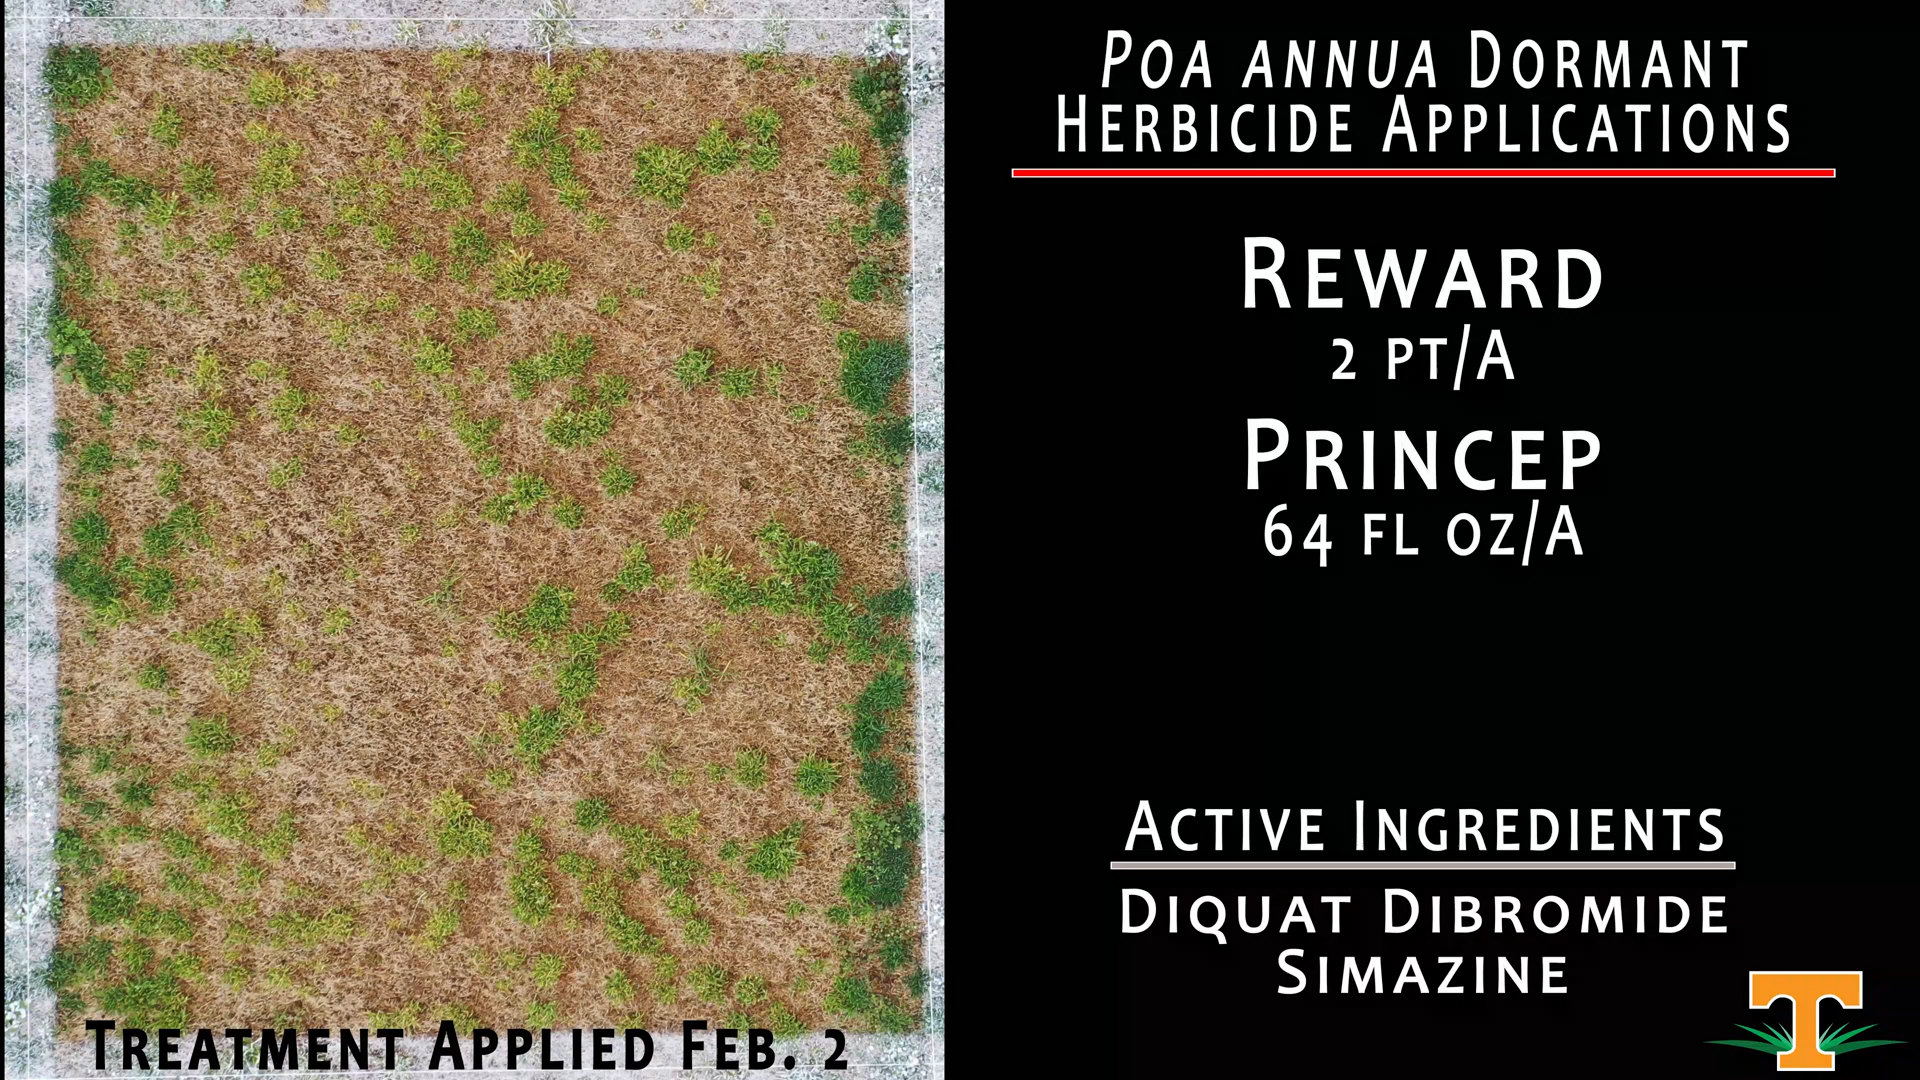 Poa annua Dormant
Herbicide Applications
Reward
2 pt/A
Princep
64 fl oz/A
Active Ingredients
Diquat Dibromide
Simazine
T
Treatment Applied Feb. 2